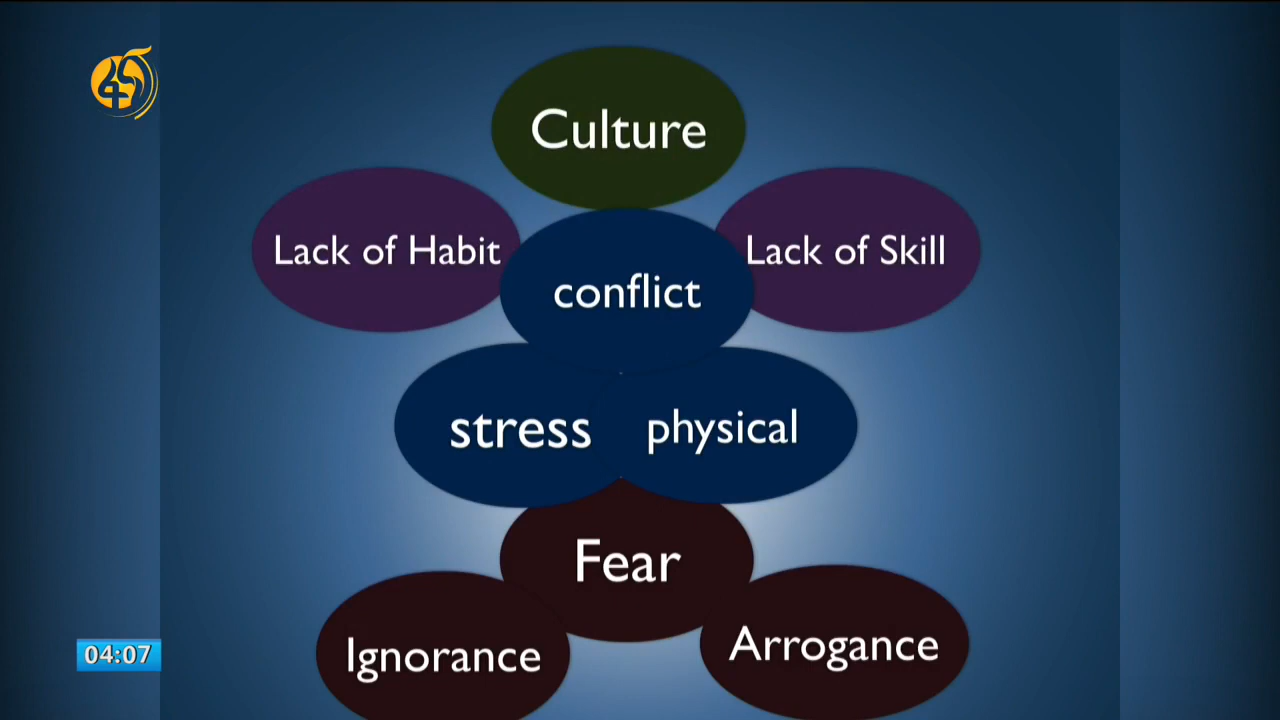 Culture
Lack of Habit
Lack of Skill
conflict
stress
physical
Fear
Ignorance
Arrogance
04:07